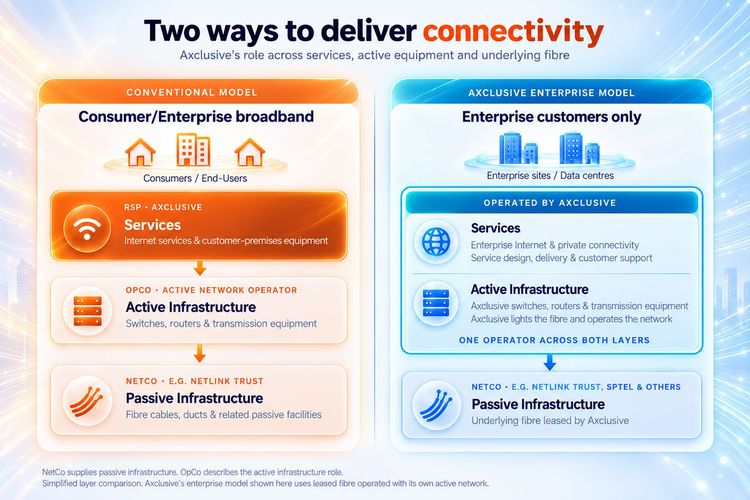 Two ways to deliver connectivity
Axclusive's role across services, active equipment and underlying fibre
CONVENTIONAL MODEL
Consumer/Enterprise broadband
Consumers / End-Users
RSP • AXCLUSIVE
Services
Internet services & customer-premises equipment
OPCO • ACTIVE NETWORK OPERATOR
Active Infrastructure
Switches, routers & transmission equipment
NETCO • E.G. NETLINK TRUST
Passive Infrastructure
Fibre cables, ducts & related passive facilities
AXCLUSIVE ENTERPRISE MODEL
Enterprise customers only
Enterprise sites / Data centres
OPERATED BY AXCLUSIVE
Services
Enterprise Internet & private connectivity
Service design, delivery & customer support
Active Infrastructure
Axclusive switches, routers & transmission equipment
Axclusive lights the fibre and operates the network
ONE OPERATOR ACROSS BOTH LAYERS
NETCO • E.G. NETLINK TRUST, SPTEL & OTHERS
Passive Infrastructure
Underlying fibre leased by Axclusive
NetCo supplies passive infrastructure. OpCo describes the active infrastructure role.
Simplified layer comparison. Axclusive's enterprise model shown here uses leased fibre operated with its own active network.